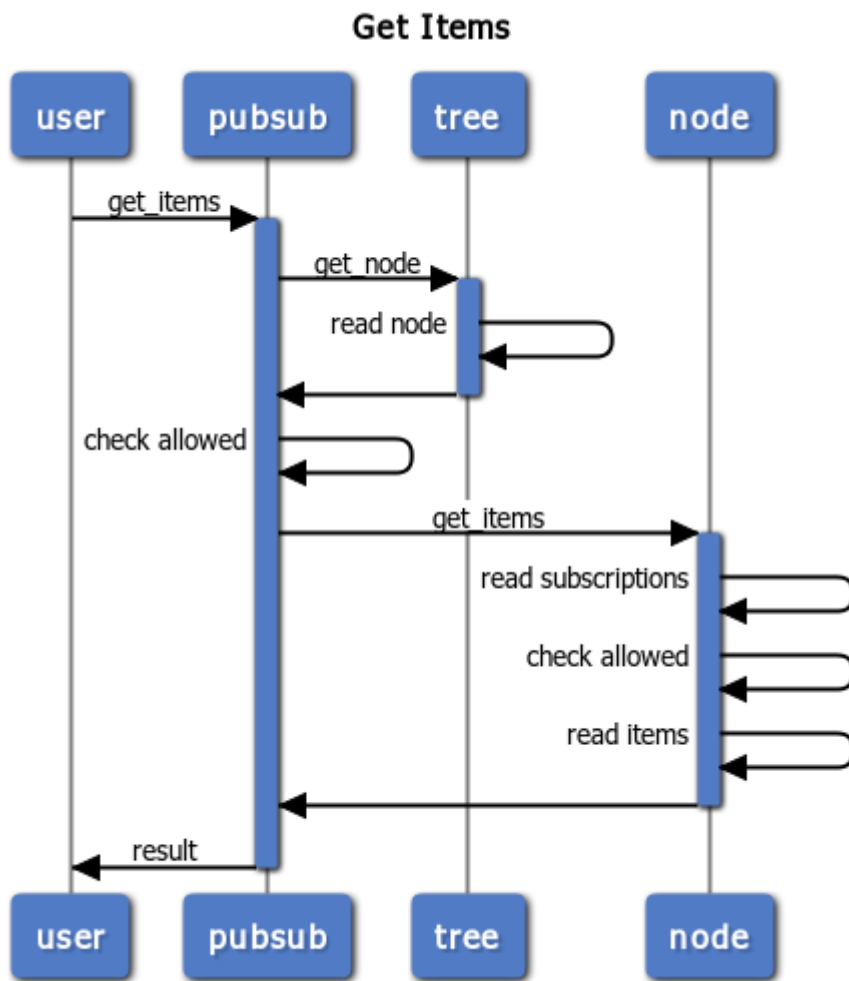 Get Items
user pubsub tree node
get_items
get_node
read node
check allowed
get_items
read subscriptions
check allowed
read items
result
user pubsub tree node